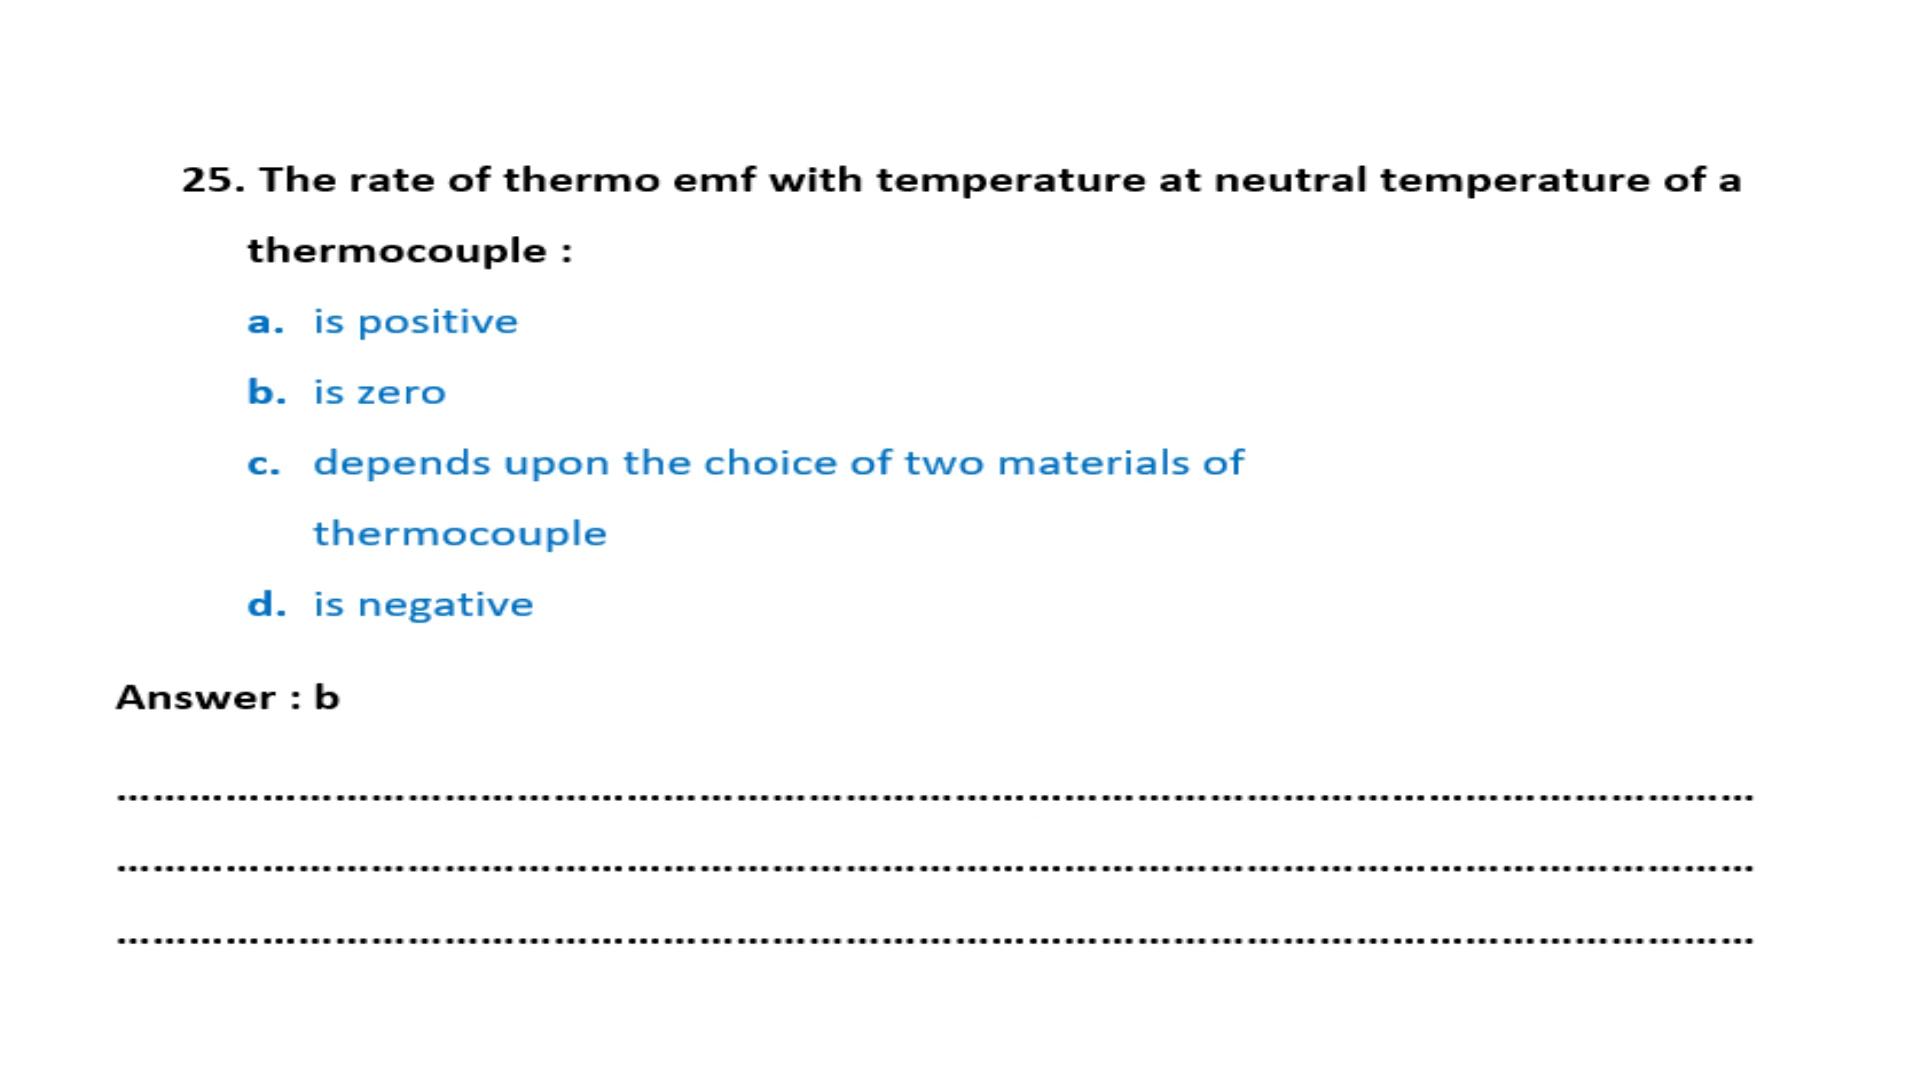 25. The rate of thermo emf with temperature at neutral temperature of a
thermocouple :
a. is positive
b. is zero
c. depends upon the choice of two materials of
thermocouple
d. is negative
Answer : b
................................................................................................................................
................................................................................................................................
................................................................................................................................